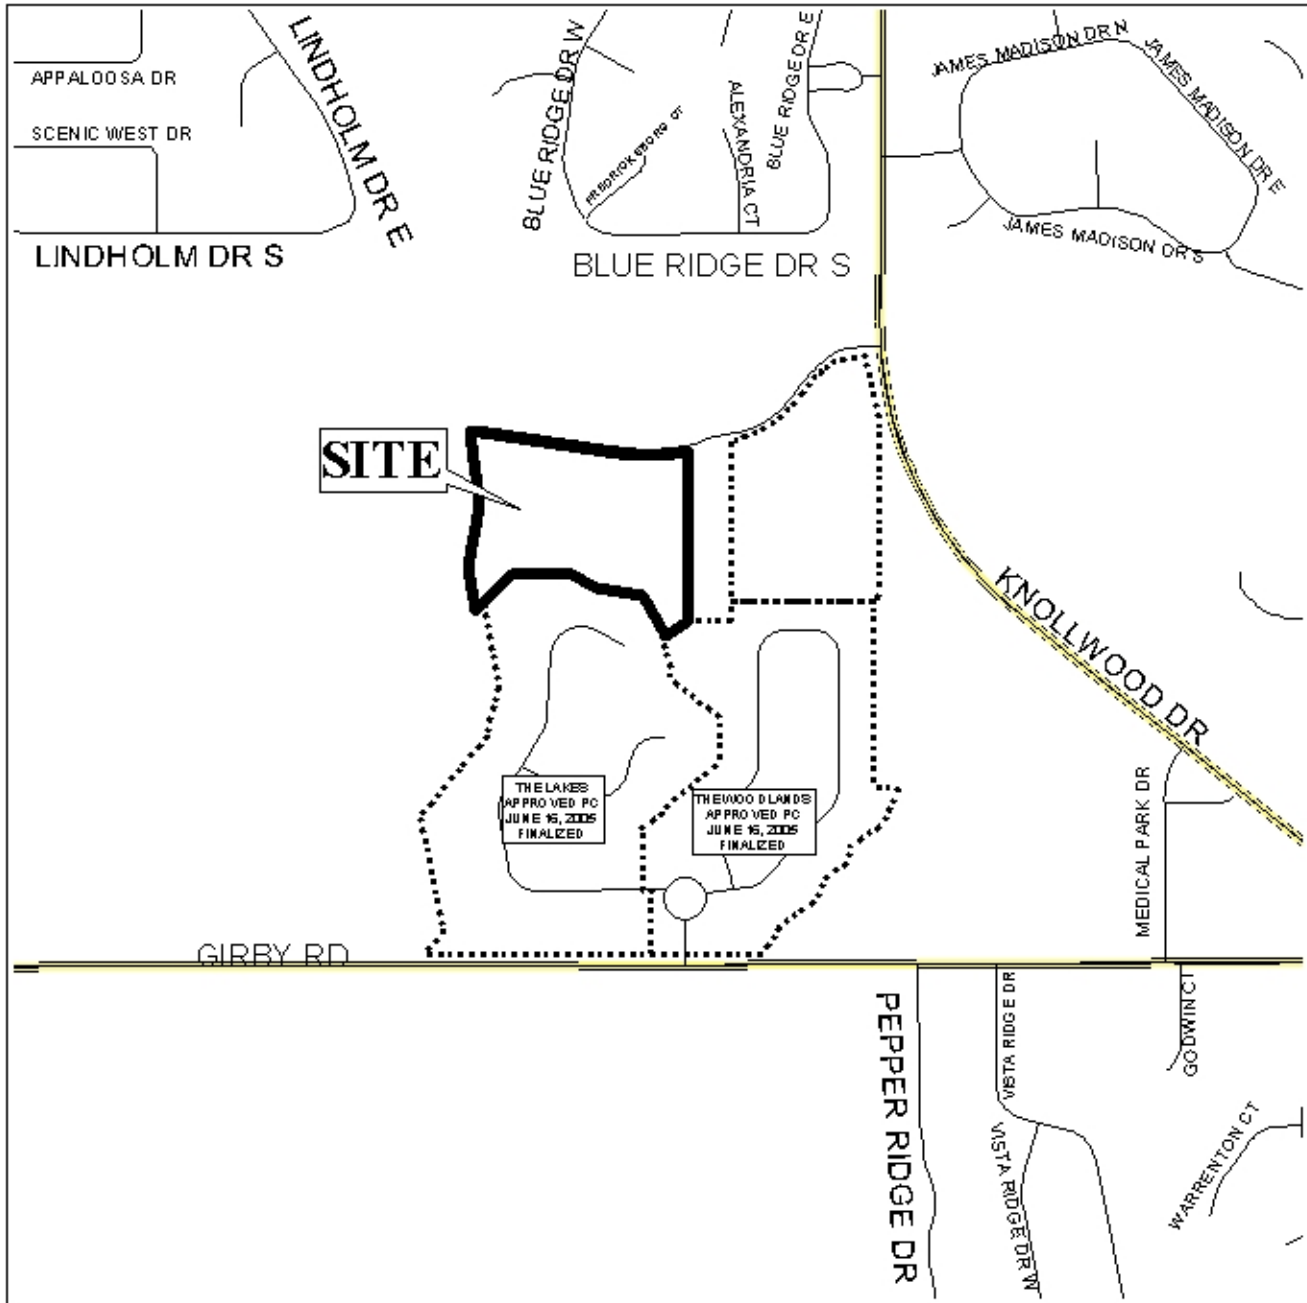 JAMES MADISON DR N
JAMES MADISON DR E
JAMES MADISON DR S
LINDHOLM DR E
BLUE RIDGE DR W
BLUE RIDGE DR E
APPALOOSA DR
SCENIC WEST DR
ALEXANDRIA CT
LINDHOLM DR S
BLUE RIDGE DR S
SITE
KNOLLWOOD DR
MEDICAL PARK DR
THE LAKES
APPROVED PC
JUNE 16, 2005
FINALIZED
THE WOODLANDS
APPROVED PC
JUNE 16, 2005
FINALIZED
GIRBY RD
PEPPER RIDGE DR
VISTA RIDGE DR
VISTA RIDGE DR W
GODWIN CT
WARRENTON CT